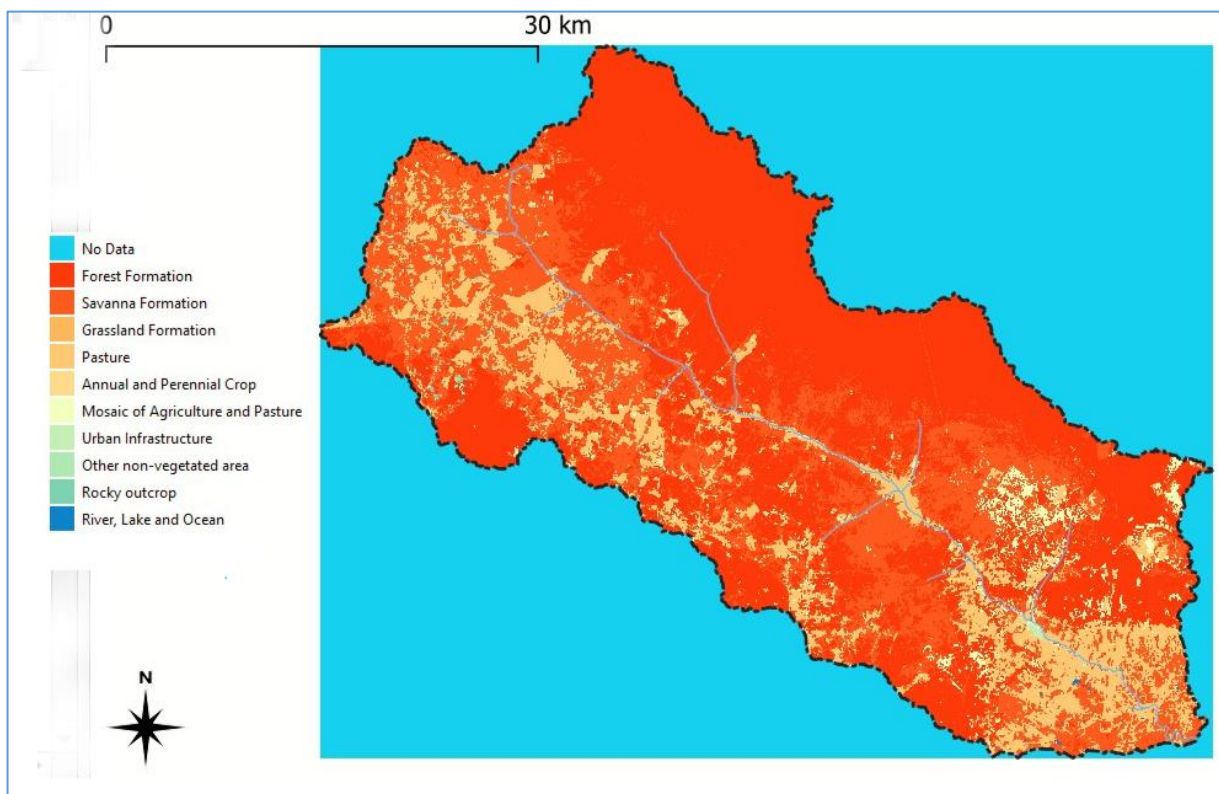 0 30 km
No Data
Forest Formation
Savanna Formation
Grassland Formation
Pasture
Annual and Perennial Crop
Mosaic of Agriculture and Pasture
Urban Infrastructure
Other non-vegetated area
Rocky outcrop
River, Lake and Ocean
N